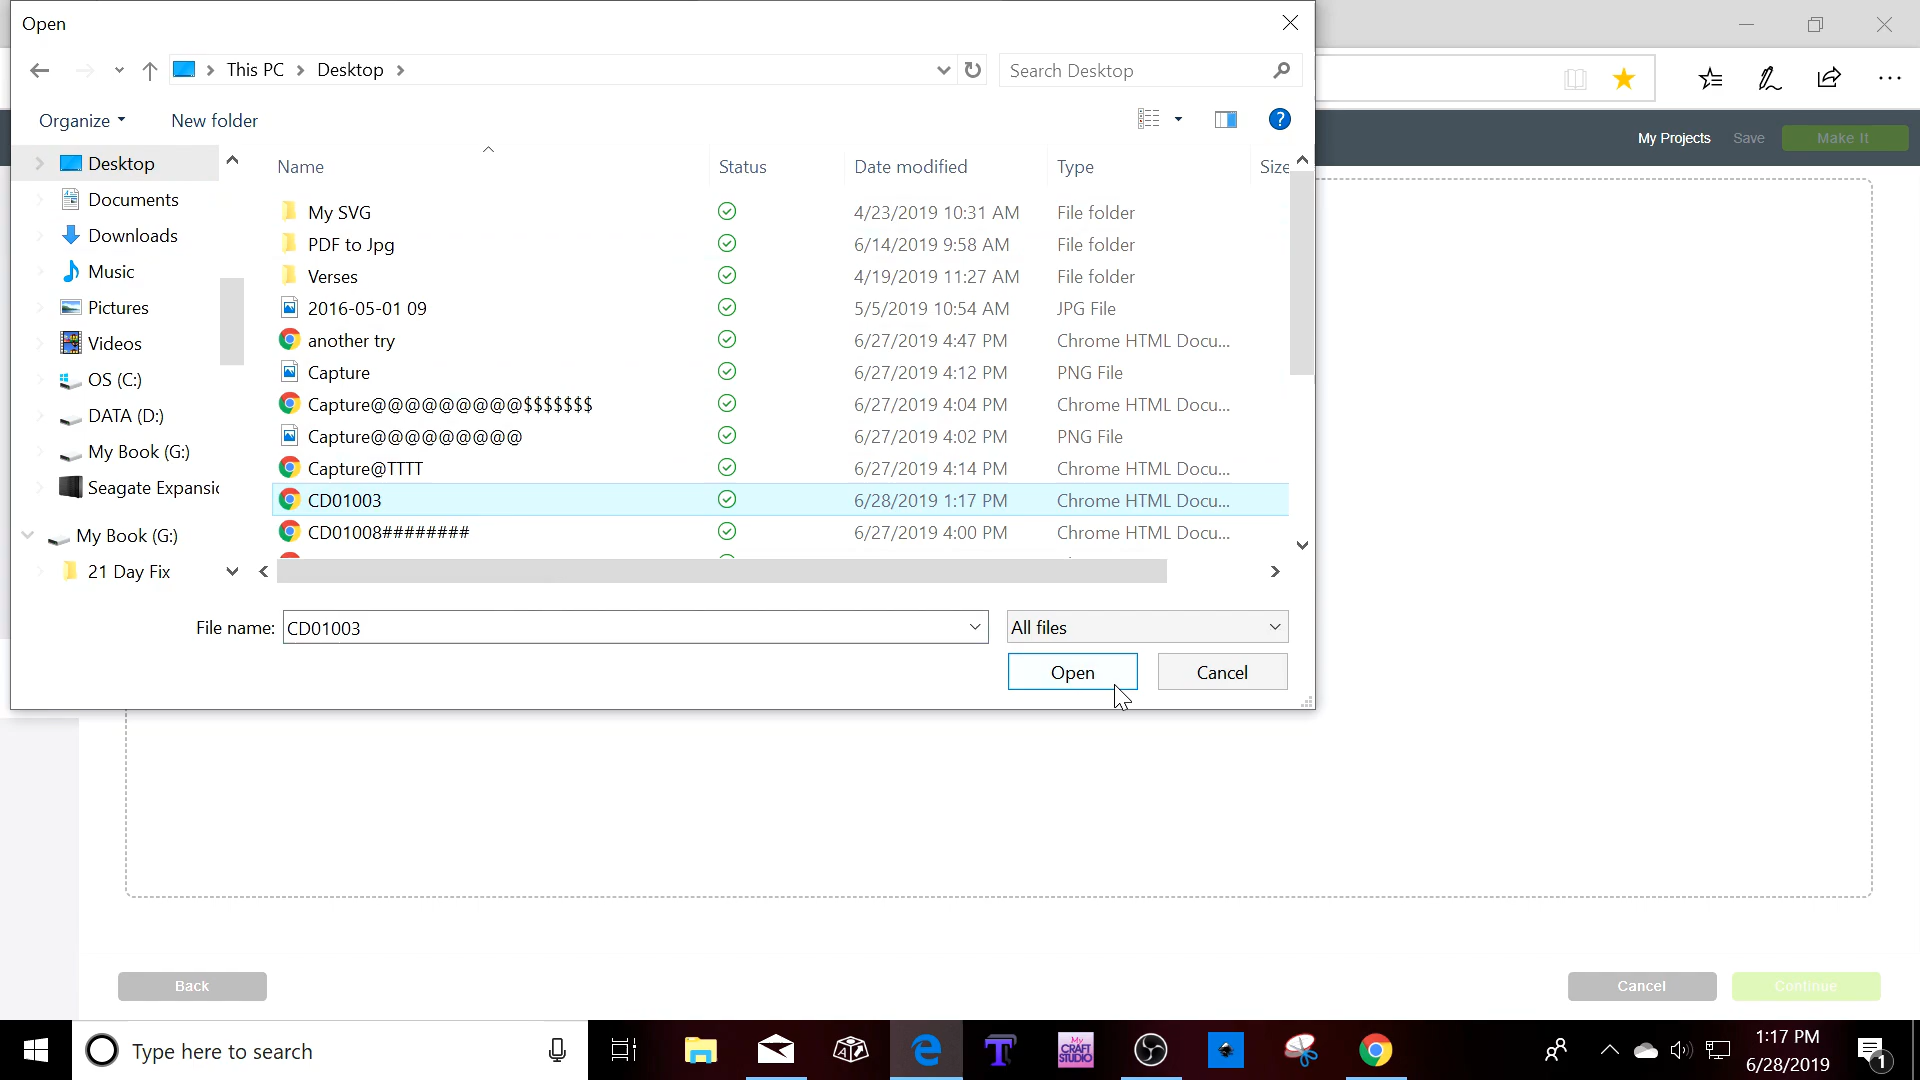 Open
This PC Desktop
Search Desktop
Organize New folder
My Projects Save Make It
Name Status Date modified Type Size
Desktop
Documents
Downloads
Music
Pictures
Videos
OS (C:)
DATA (D:)
My Book (G:)
Seagate Expansi
My Book (G:)
21 Day Fix
My SVG 4/23/2019 10:31 AM File folder
PDF to Jpg 6/14/2019 9:58 AM File folder
Verses 4/19/2019 11:27 AM File folder
2016-05-01 09 5/5/2019 10:54 AM JPG File
another try 6/27/2019 4:47 PM Chrome HTML Docu...
Capture 6/27/2019 4:12 PM PNG File
Capture@@@@@@@@@$$$$$$$ 6/27/2019 4:04 PM Chrome HTML Docu...
Capture@@@@@@@@@ 6/27/2019 4:02 PM PNG File
Capture@TTTT 6/27/2019 4:14 PM Chrome HTML Docu...
CD01003 6/28/2019 1:17 PM Chrome HTML Docu...
CD01008######## 6/27/2019 4:00 PM Chrome HTML Docu...
File name: CD01003 All files
Open Cancel
Back Cancel Continue
Type here to search
MY CRAFT STUDIO
1:17 PM
6/28/2019
1